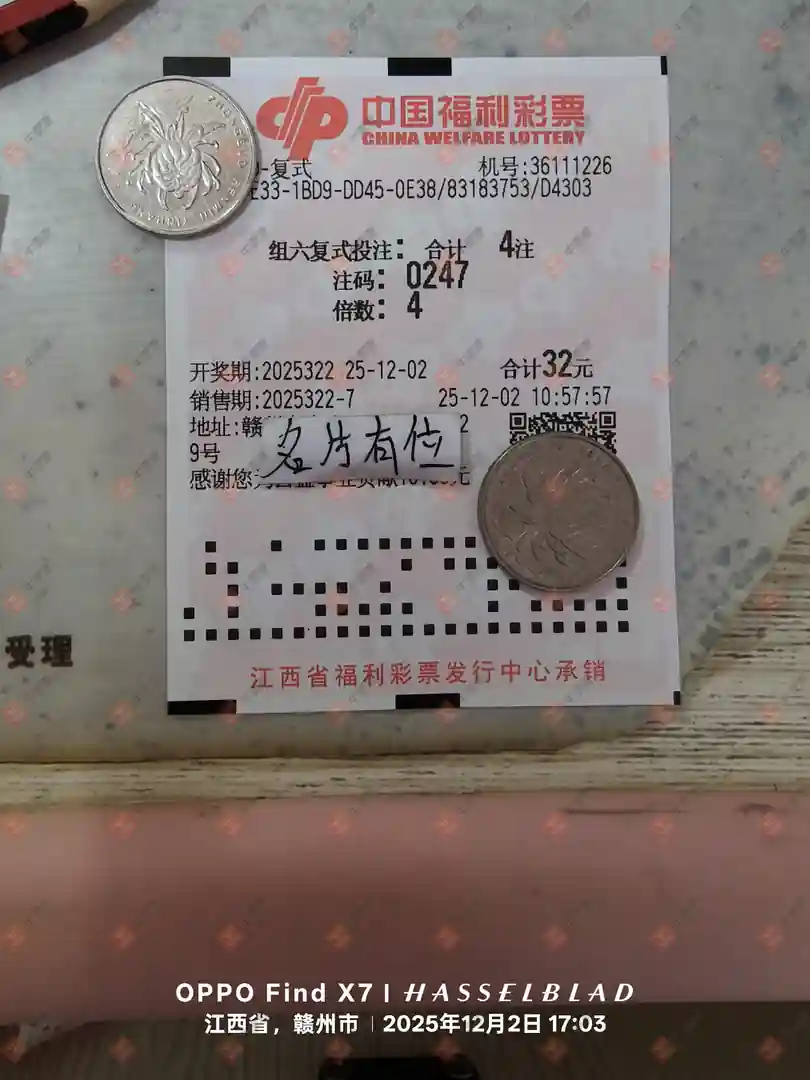 中国福利彩票
CHINA WELFARE LOTTERY
-复式 机号:36111226
E33-1BD9-DD45-0E38/83183753/D4303
组六复式投注: 合计 4注
注码: 0247
倍数: 4
开奖期:2025322 25-12-02 合计32元
销售期:2025322-7 25-12-02 10:57:57
地址:赣 2
名片有位
9号
感谢您
江西省福利彩票发行中心承销
受理
OPPO Find X7 | HASSELBLAD
江西省，赣州市 | 2025年12月2日 17:03